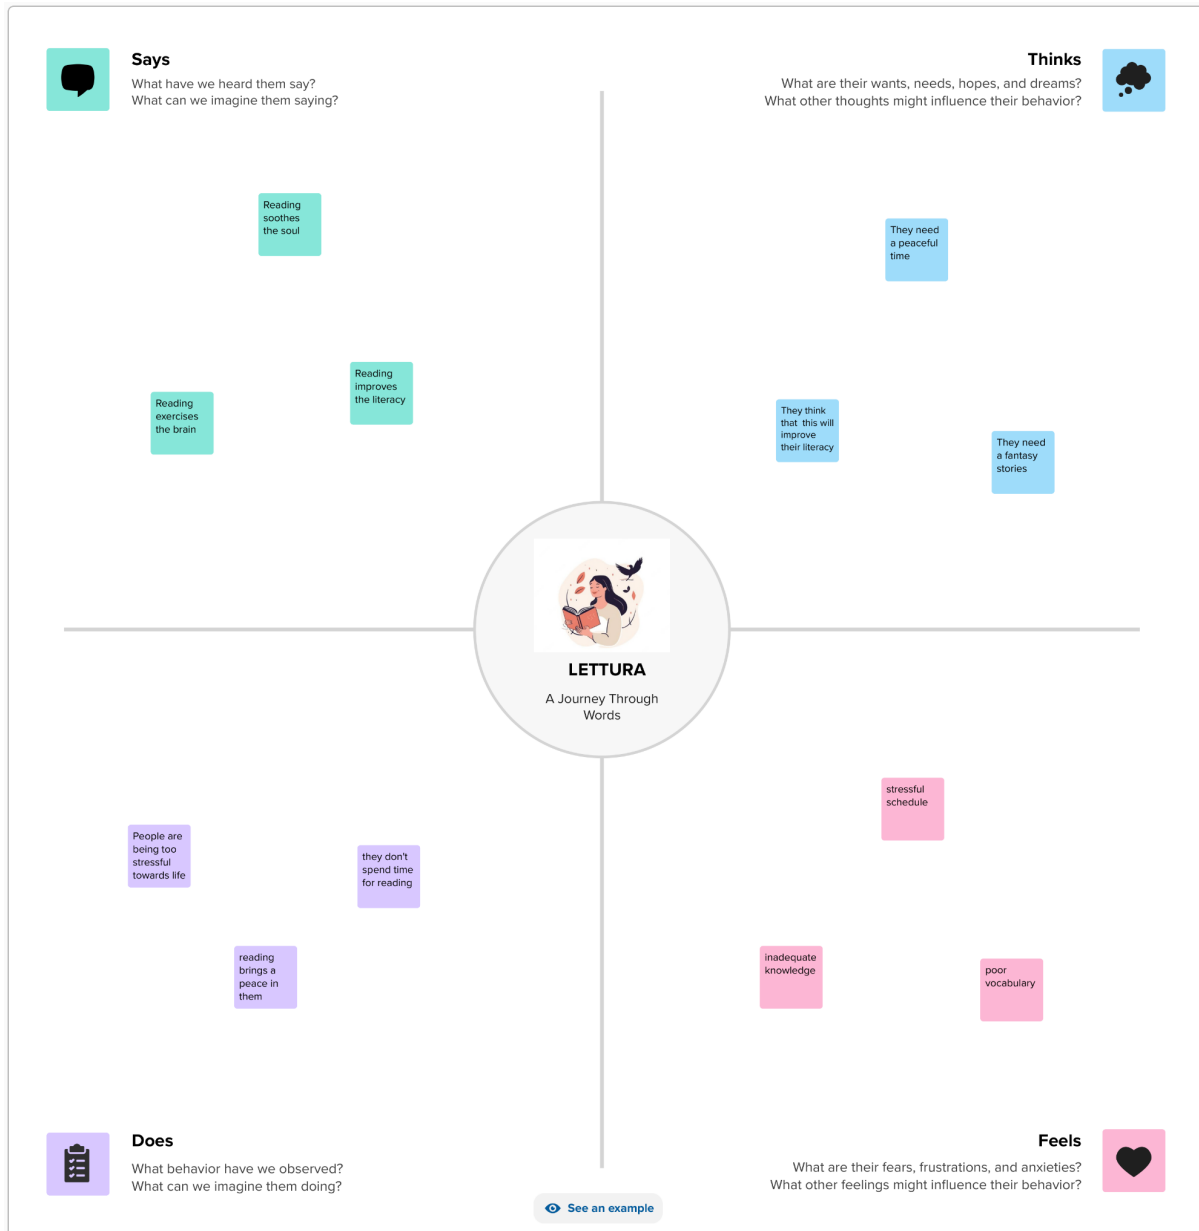 Says
What have we heard them say?
What can we imagine them saying?
Thinks
What are their wants, needs, hopes, and dreams?
What other thoughts might influence their behavior?
Reading
soothes
the soul
Reading
improves
the literacy
Reading
exercises
the brain
They need
a peaceful
time
They think
that  this will
improve
their literacy
They need
a fantasy
stories
LETTURA
A Journey Through
Words
People are
being too
stressful
towards life
they don't
spend time
for reading
reading
brings a
peace in
them
stressful
schedule
inadequate
knowledge
poor
vocabulary
Does
What behavior have we observed?
What can we imagine them doing?
Feels
What are their fears, frustrations, and anxieties?
What other feelings might influence their behavior?
See an example